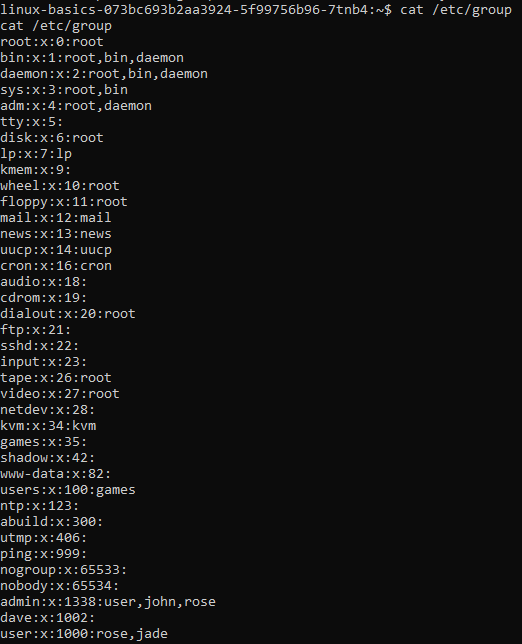 linux-basics-073bc693b2aa3924-5f99756b96-7tnb4:~$ cat /etc/group
cat /etc/group
root:x:0:root
bin:x:1:root,bin,daemon
daemon:x:2:root,bin,daemon
sys:x:3:root,bin
adm:x:4:root,daemon
tty:x:5:
disk:x:6:root
lp:x:7:lp
kmem:x:9:
wheel:x:10:root
floppy:x:11:root
mail:x:12:mail
news:x:13:news
uucp:x:14:uucp
cron:x:16:cron
audio:x:18:
cdrom:x:19:
dialout:x:20:root
ftp:x:21:
sshd:x:22:
input:x:23:
tape:x:26:root
video:x:27:root
netdev:x:28:
kvm:x:34:kvm
games:x:35:
shadow:x:42:
www-data:x:82:
users:x:100:games
ntp:x:123:
abuild:x:300:
utmp:x:406:
ping:x:999:
nogroup:x:65533:
nobody:x:65534:
admin:x:1338:user,john,rose
dave:x:1002:
user:x:1000:rose,jade